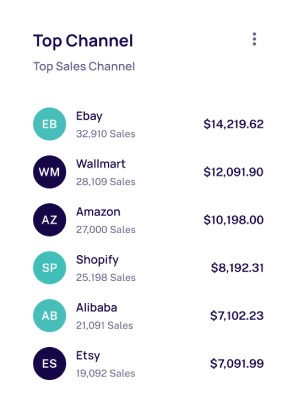 Top Channel
Top Sales Channel
EB Ebay $14,219.62
32,910 Sales
WM Wallmart $12,091.90
28,109 Sales
AZ Amazon $10,198.00
27,000 Sales
SP Shopify $8,192.31
25,198 Sales
AB Alibaba $7,102.23
21,091 Sales
ES Etsy $7,091.99
19,092 Sales